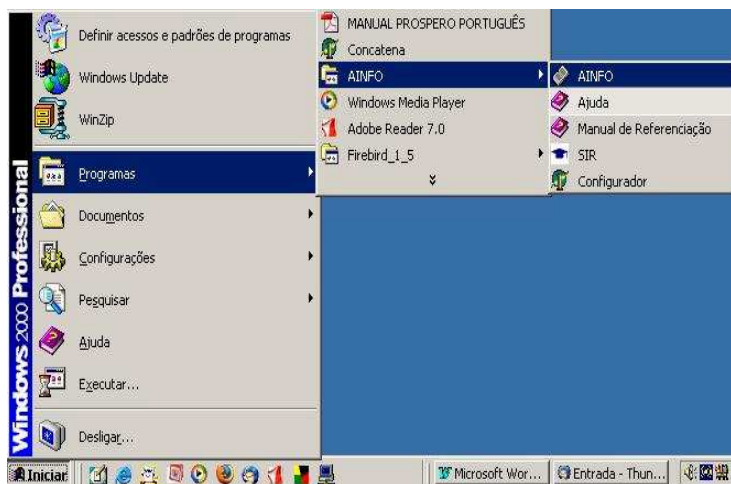 Windows 2000 Professional
Definir acessos e padrões de programas
Windows Update
WinZip
Programas
Documentos
Configurações
Pesquisar
Ajuda
Executar...
Desligar...
MANUAL PROSPERO PORTUGUÊS
Concatena
AINFO
Windows Media Player
Adobe Reader 7.0
Firebird_1_5
AINFO
Ajuda
Manual de Referenciação
SIR
Configurador
Iniciar
Microsoft Wor...
Entrada - Thun...